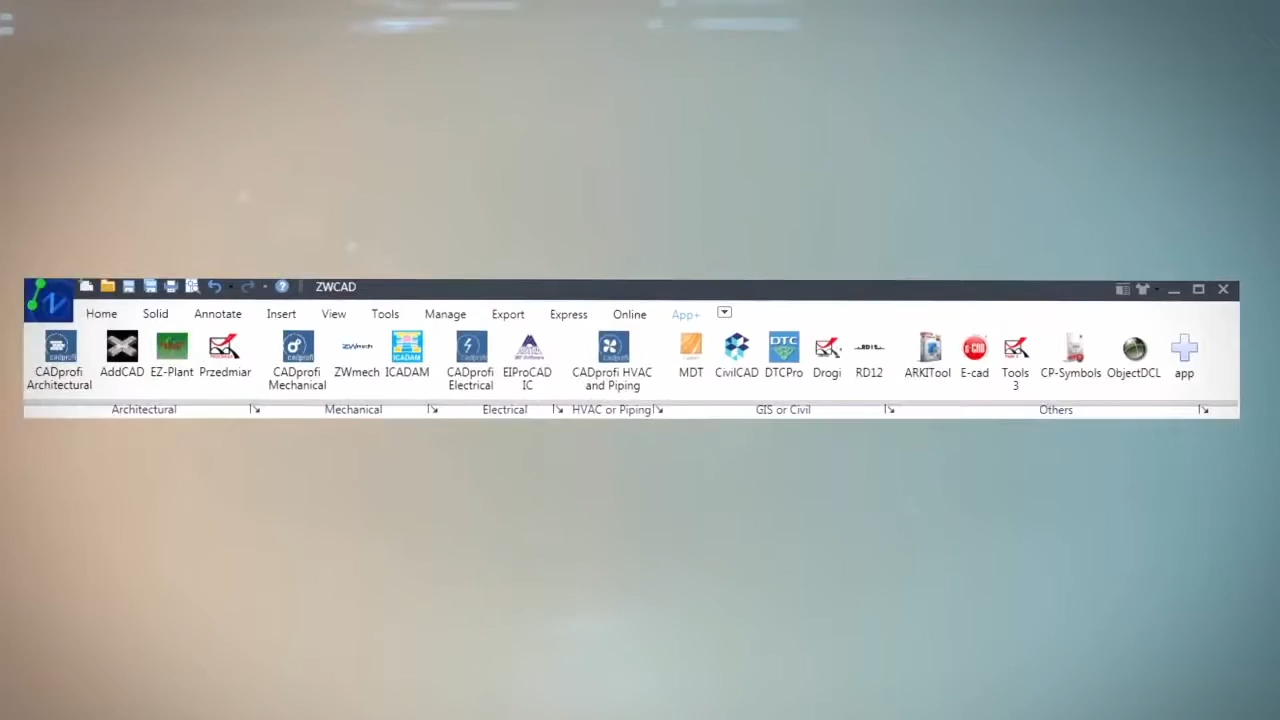 ZWCAD
Home Solid Annotate Insert View Tools Manage Export Express Online App+
CADprofi Architectural
AddCAD
EZ-Plant
Przedmiar
CADprofi Mechanical
ZWmech
ICADAM
CADprofi Electrical
ElProCAD IC
CADprofi HVAC and Piping
MDT
CivilCAD
DTCPro
Drogi
RD12
ARKITool
E-cad
Tools 3
CP-Symbols
ObjectDCL
app
Architectural Mechanical Electrical HVAC or Piping GIS or Civil Others